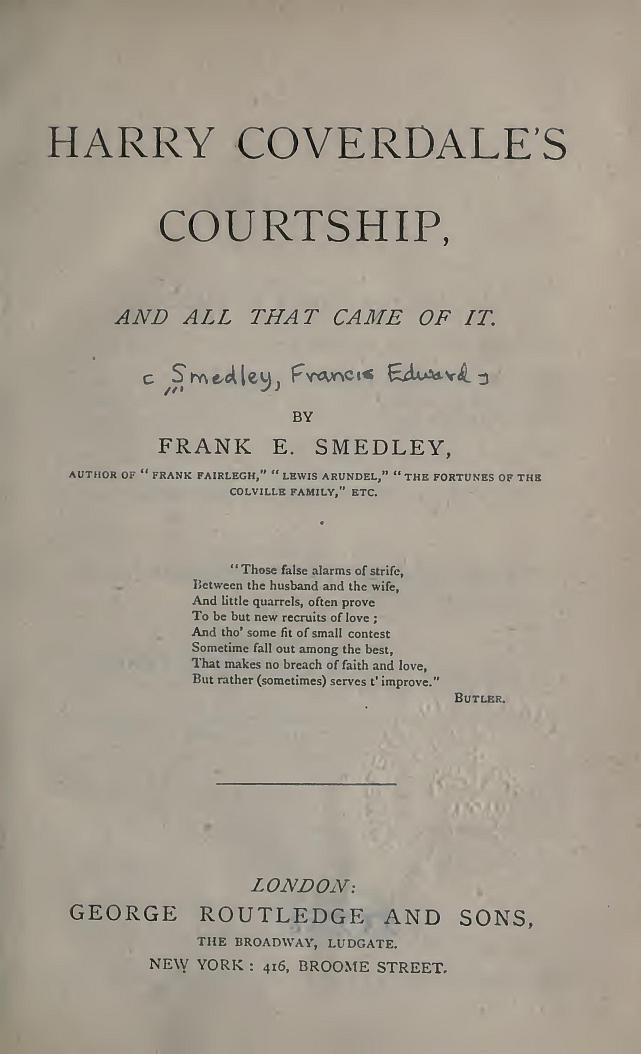 HARRY COVERDALE'S
COURTSHIP,
AND ALL THAT CAME OF IT.
[Smedley, Francis Edward]
BY
FRANK E. SMEDLEY,
AUTHOR OF "FRANK FAIRLEGH," "LEWIS ARUNDEL," "THE FORTUNES OF THE
COLVILLE FAMILY," ETC.
"Those false alarms of strife,
Between the husband and the wife,
And little quarrels, often prove
To be but new recruits of love ;
And tho' some fit of small contest
Sometime fall out among the best,
That makes no breach of faith and love,
But rather (sometimes) serves t' improve."
BUTLER.
LONDON:
GEORGE ROUTLEDGE AND SONS,
THE BROADWAY, LUDGATE.
NEW YORK : 416, BROOME STREET.